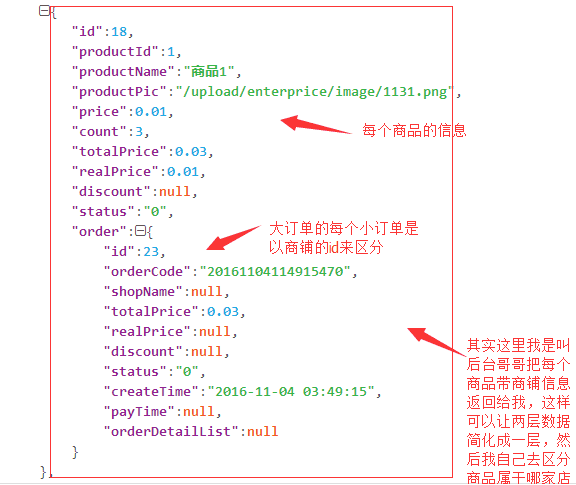 {
"id":18,
"productId":1,
"productName":"商品1",
"productPic":"/upload/enterprice/image/1131.png",
"price":0.01,
"count":3,
"totalPrice":0.03,
"realPrice":0.01,
"discount":null,
"status":"0",
"order":{
"id":23,
"orderCode":"20161104114915470",
"shopName":null,
"totalPrice":0.03,
"realPrice":null,
"discount":null,
"status":"0",
"createTime":"2016-11-04 03:49:15",
"payTime":null,
"orderDetailList":null
}
},
每个商品的信息
大订单的每个小订单是
以商铺的id来区分
其实这里我是叫
后台哥哥把每个
商品带商铺信息
返回给我，这样
可以让两层数据
简化成一层，然
后我自己去区分
商品属于哪家店